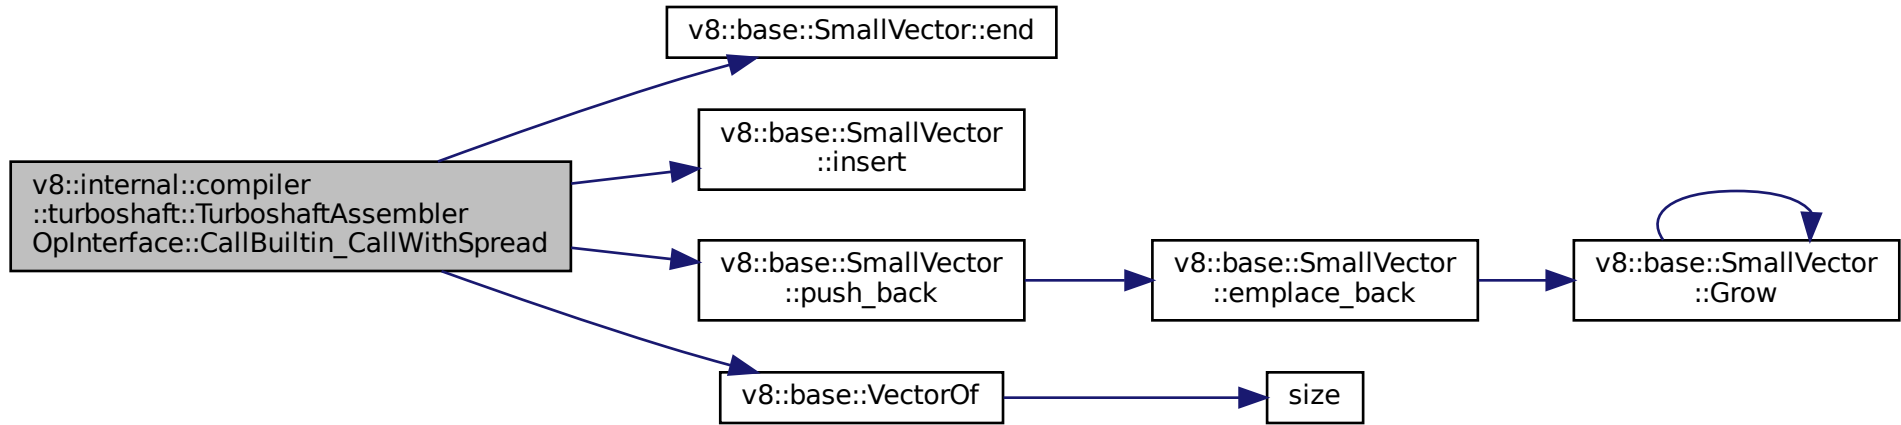 v8::base::SmallVector::end
v8::base::SmallVector
::insert
v8::internal::compiler
::turboshaft::TurboshaftAssembler
OpInterface::CallBuiltin_CallWithSpread
v8::base::SmallVector
::push_back
v8::base::SmallVector
::emplace_back
v8::base::SmallVector
::Grow
v8::base::VectorOf
size